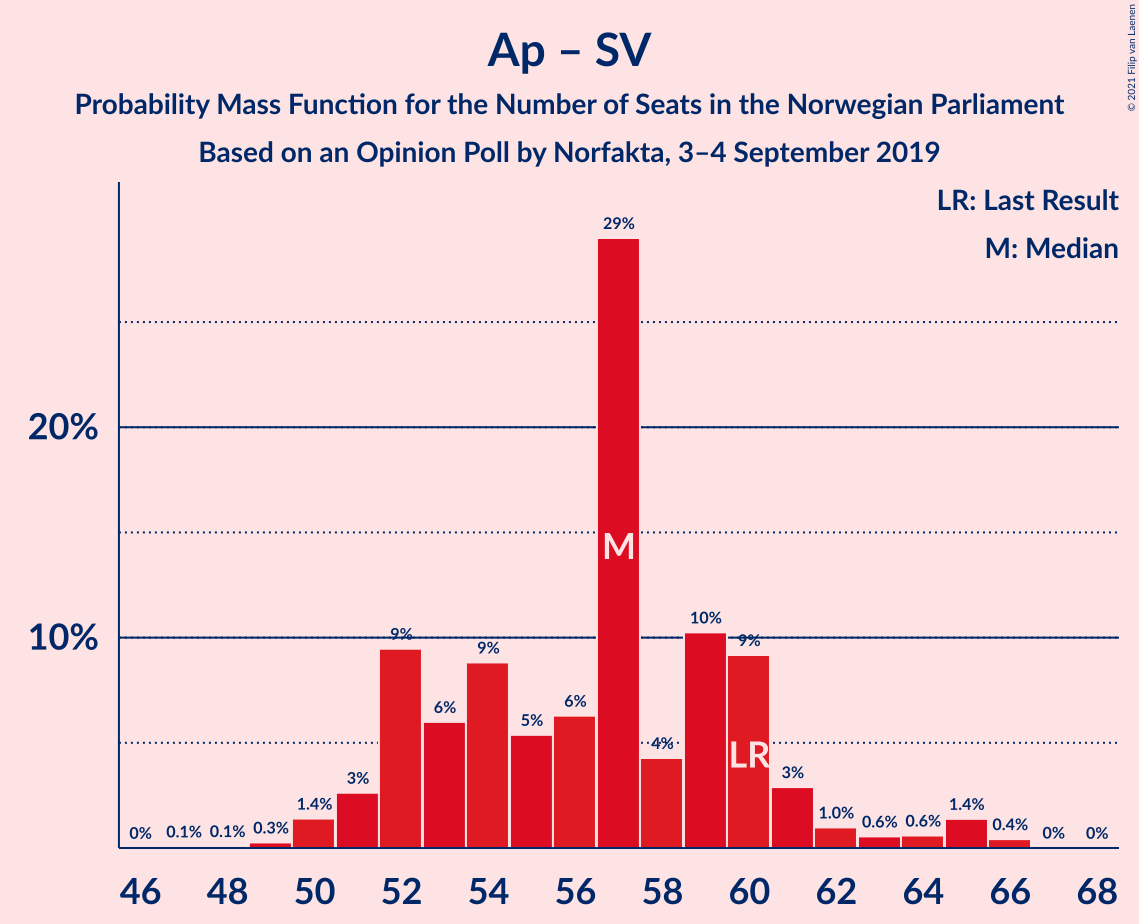 Ap – SV
Probability Mass Function for the Number of Seats in the Norwegian Parliament
Based on an Opinion Poll by Norfakta, 3–4 September 2019
© 2021 Filip van Laenen
LR: Last Result
M: Median
29%
20%
M
10%
10%
9%
9%
9%
6%
6%
5%
4%
LR
3%
3%
1.4%
1.4%
1.0%
0% 0.1% 0.1% 0.3%
0.6% 0.6%
0.4% 0% 0%
46 48 50 52 54 56 58 60 62 64 66 68